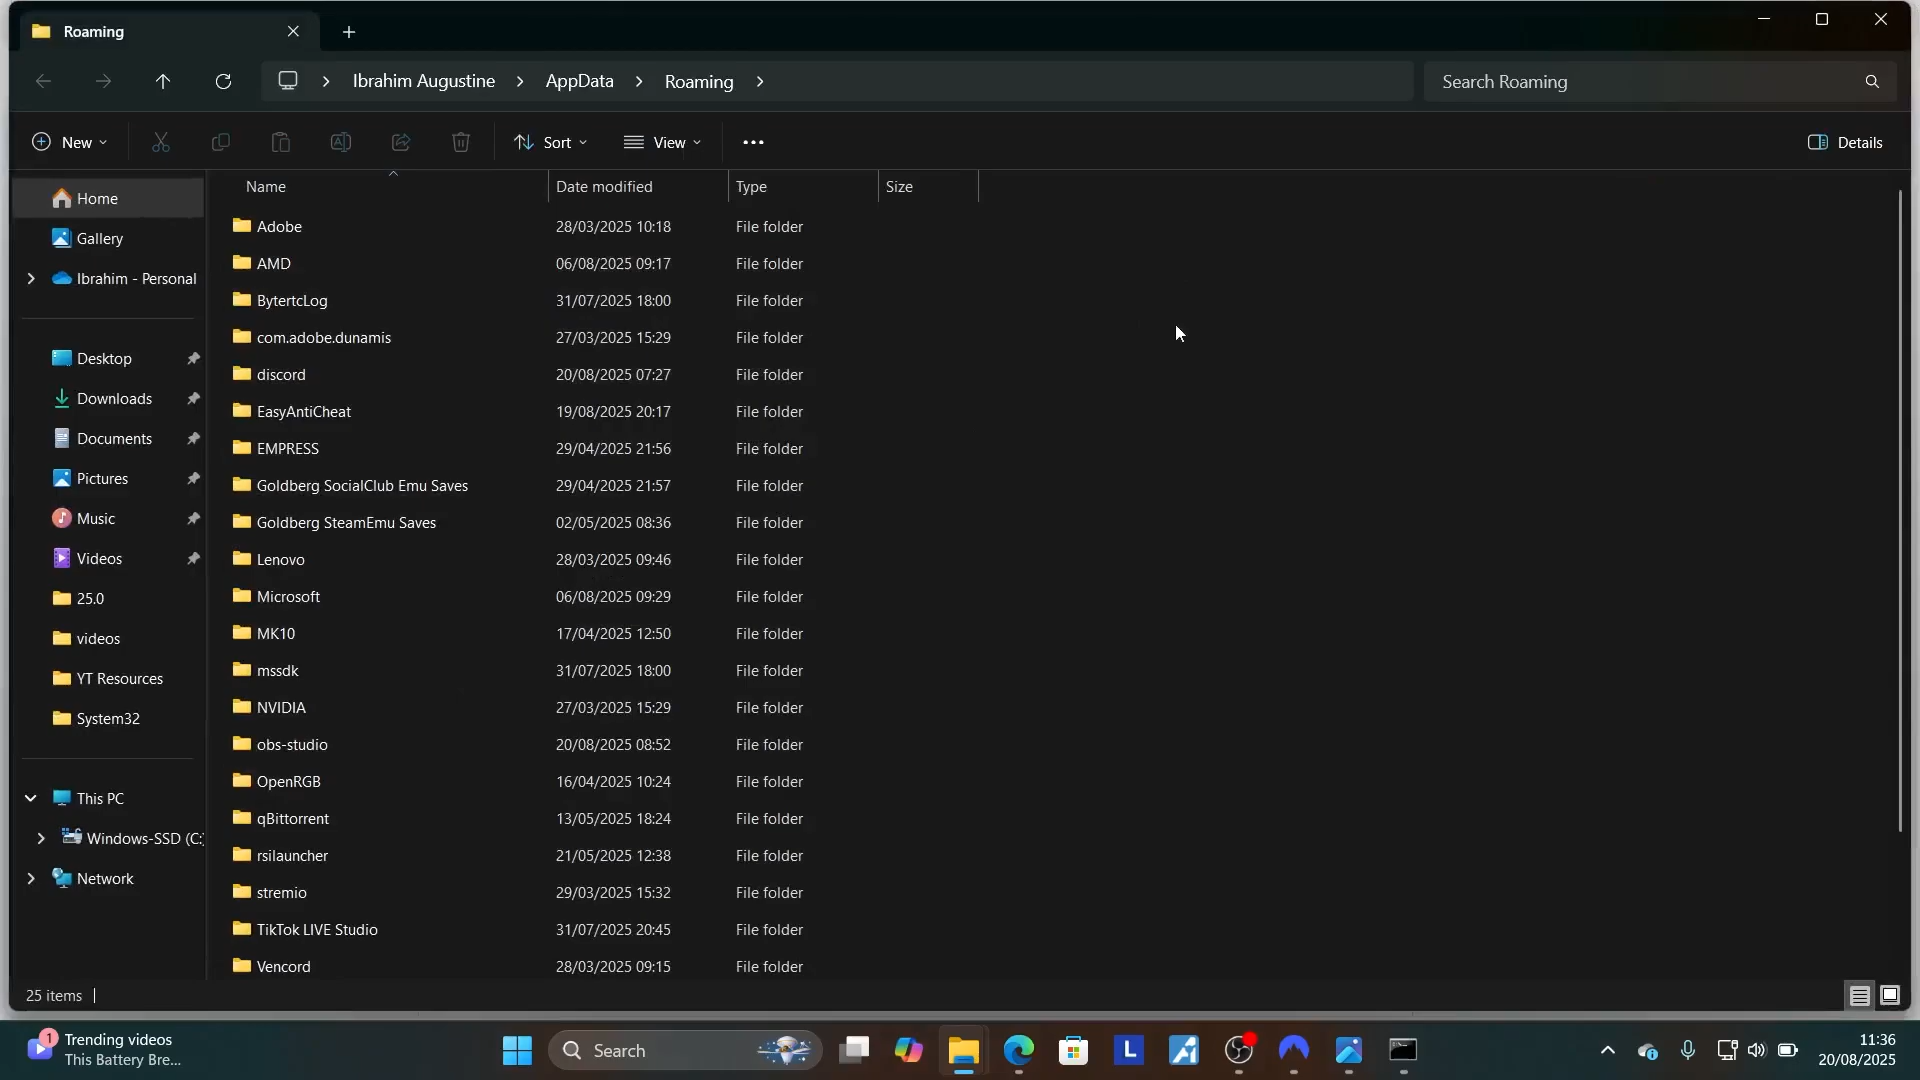 Roaming
Ibrahim Augustine > AppData > Roaming >
Search Roaming
New
Sort
View
Details
Name Date modified Type Size
Home
Gallery
Ibrahim - Personal
Desktop
Downloads
Documents
Pictures
Music
Videos
25.0
videos
YT Resources
System32
This PC
Windows-SSD (C:)
Network
Adobe 28/03/2025 10:18 File folder
AMD 06/08/2025 09:17 File folder
BytertcLog 31/07/2025 18:00 File folder
com.adobe.dunamis 27/03/2025 15:29 File folder
discord 20/08/2025 07:27 File folder
EasyAntiCheat 19/08/2025 20:17 File folder
EMPRESS 29/04/2025 21:56 File folder
Goldberg SocialClub Emu Saves 29/04/2025 21:57 File folder
Goldberg SteamEmu Saves 02/05/2025 08:36 File folder
Lenovo 28/03/2025 09:46 File folder
Microsoft 06/08/2025 09:29 File folder
MK10 17/04/2025 12:50 File folder
mssdk 31/07/2025 18:00 File folder
NVIDIA 27/03/2025 15:29 File folder
obs-studio 20/08/2025 08:52 File folder
OpenRGB 16/04/2025 10:24 File folder
qBittorrent 13/05/2025 18:24 File folder
rsilauncher 21/05/2025 12:38 File folder
stremio 29/03/2025 15:32 File folder
TikTok LIVE Studio 31/07/2025 20:45 File folder
Vencord 28/03/2025 09:15 File folder
25 items
1
Trending videos
This Battery Bre...
Search
L
11:36
20/08/2025